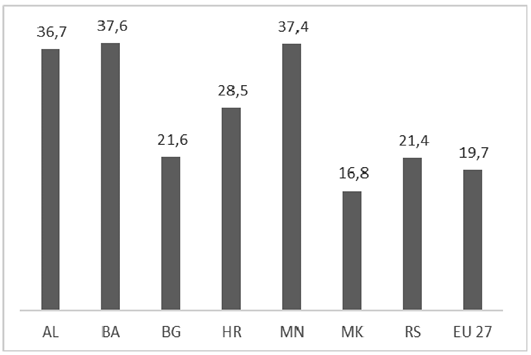 36,7 37,6 21,6 28,5 37,4 16,8 21,4 19,7
AL BA BG HR MN MK RS EU 27